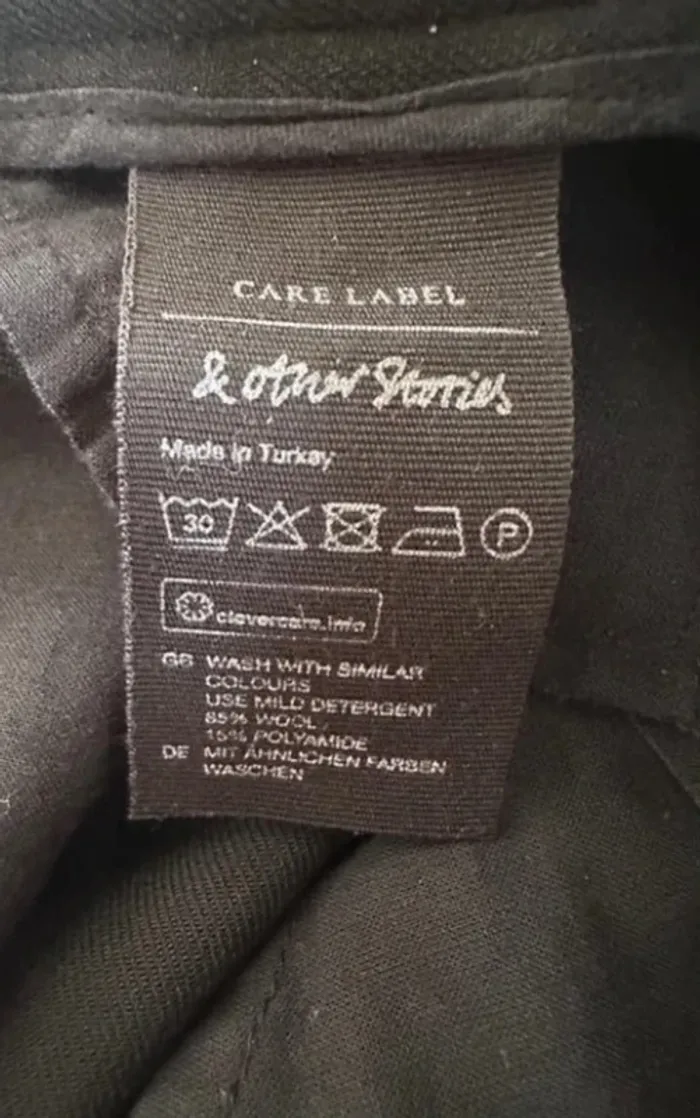 CARE LABEL
& other Stories
Made in Turkey
30 P
clevercare.info
GB WASH WITH SIMILAR
COLOURS
USE MILD DETERGENT
85% WOOL,
15% POLYAMIDE
DE MIT ÄHNLICHEN FARBEN
WASCHEN